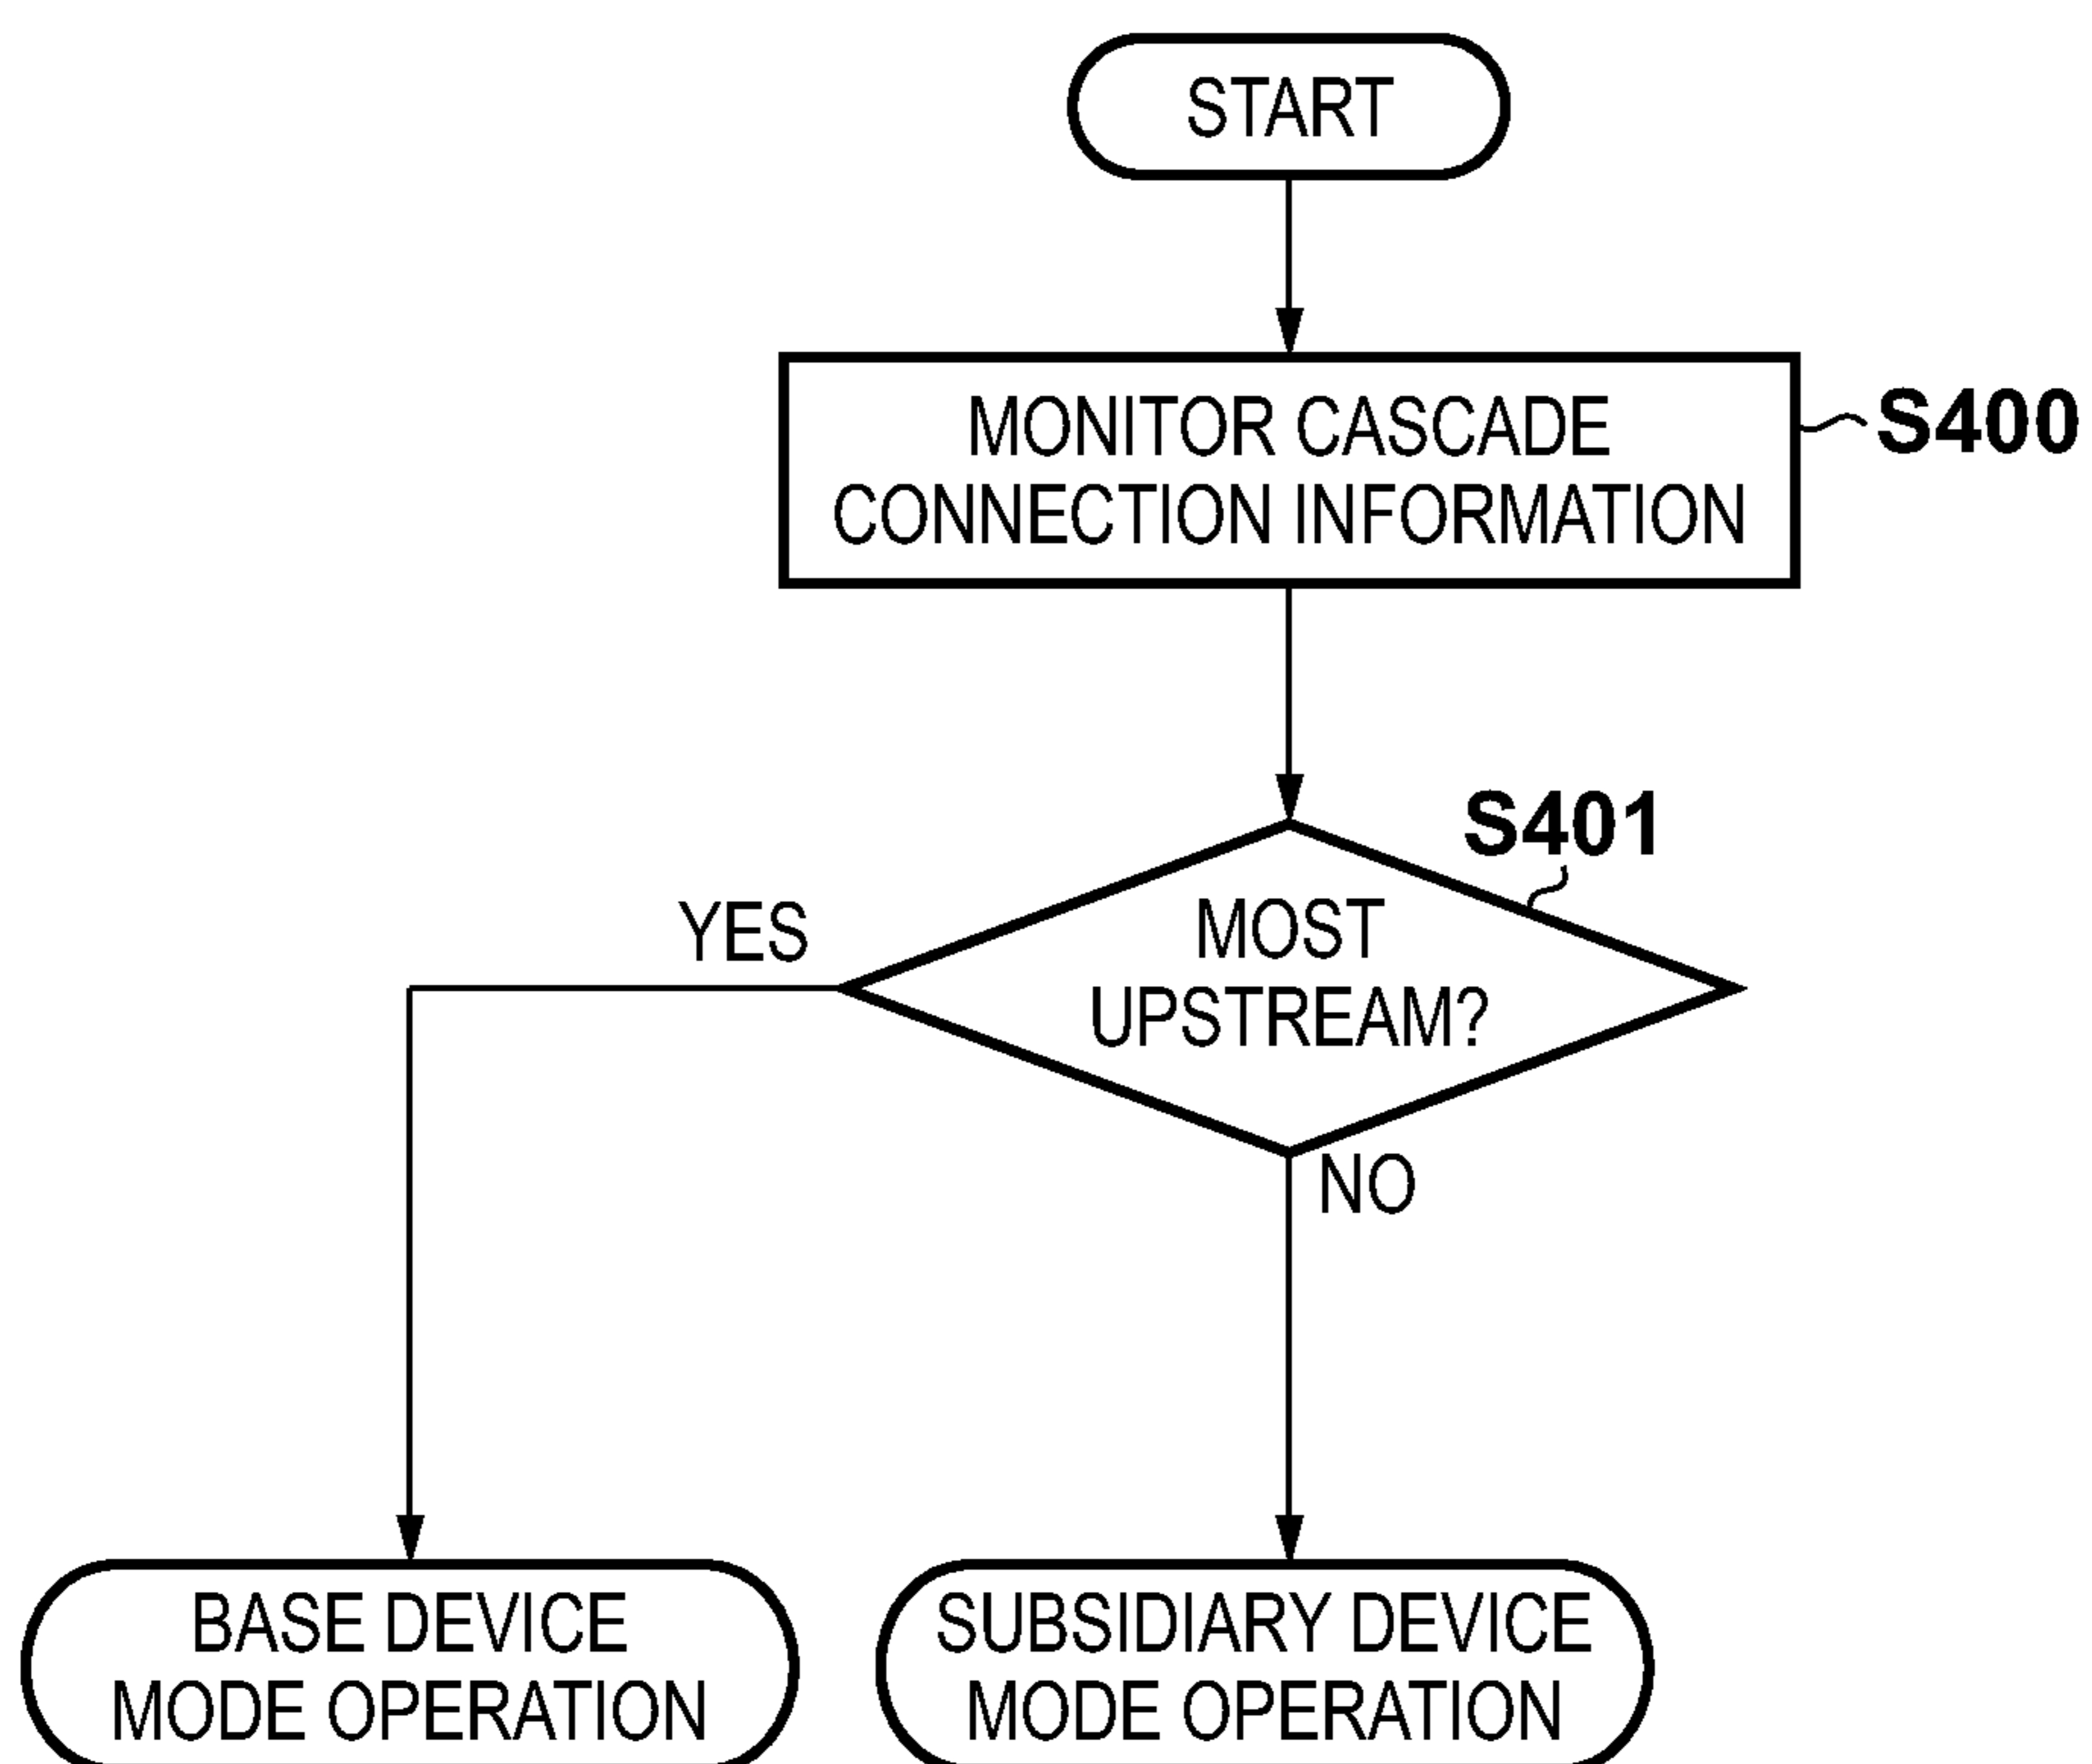 START
MONITOR CASCADE
CONNECTION INFORMATION
S400
S401
MOST
UPSTREAM?
YES
NO
BASE DEVICE
MODE OPERATION
SUBSIDIARY DEVICE
MODE OPERATION